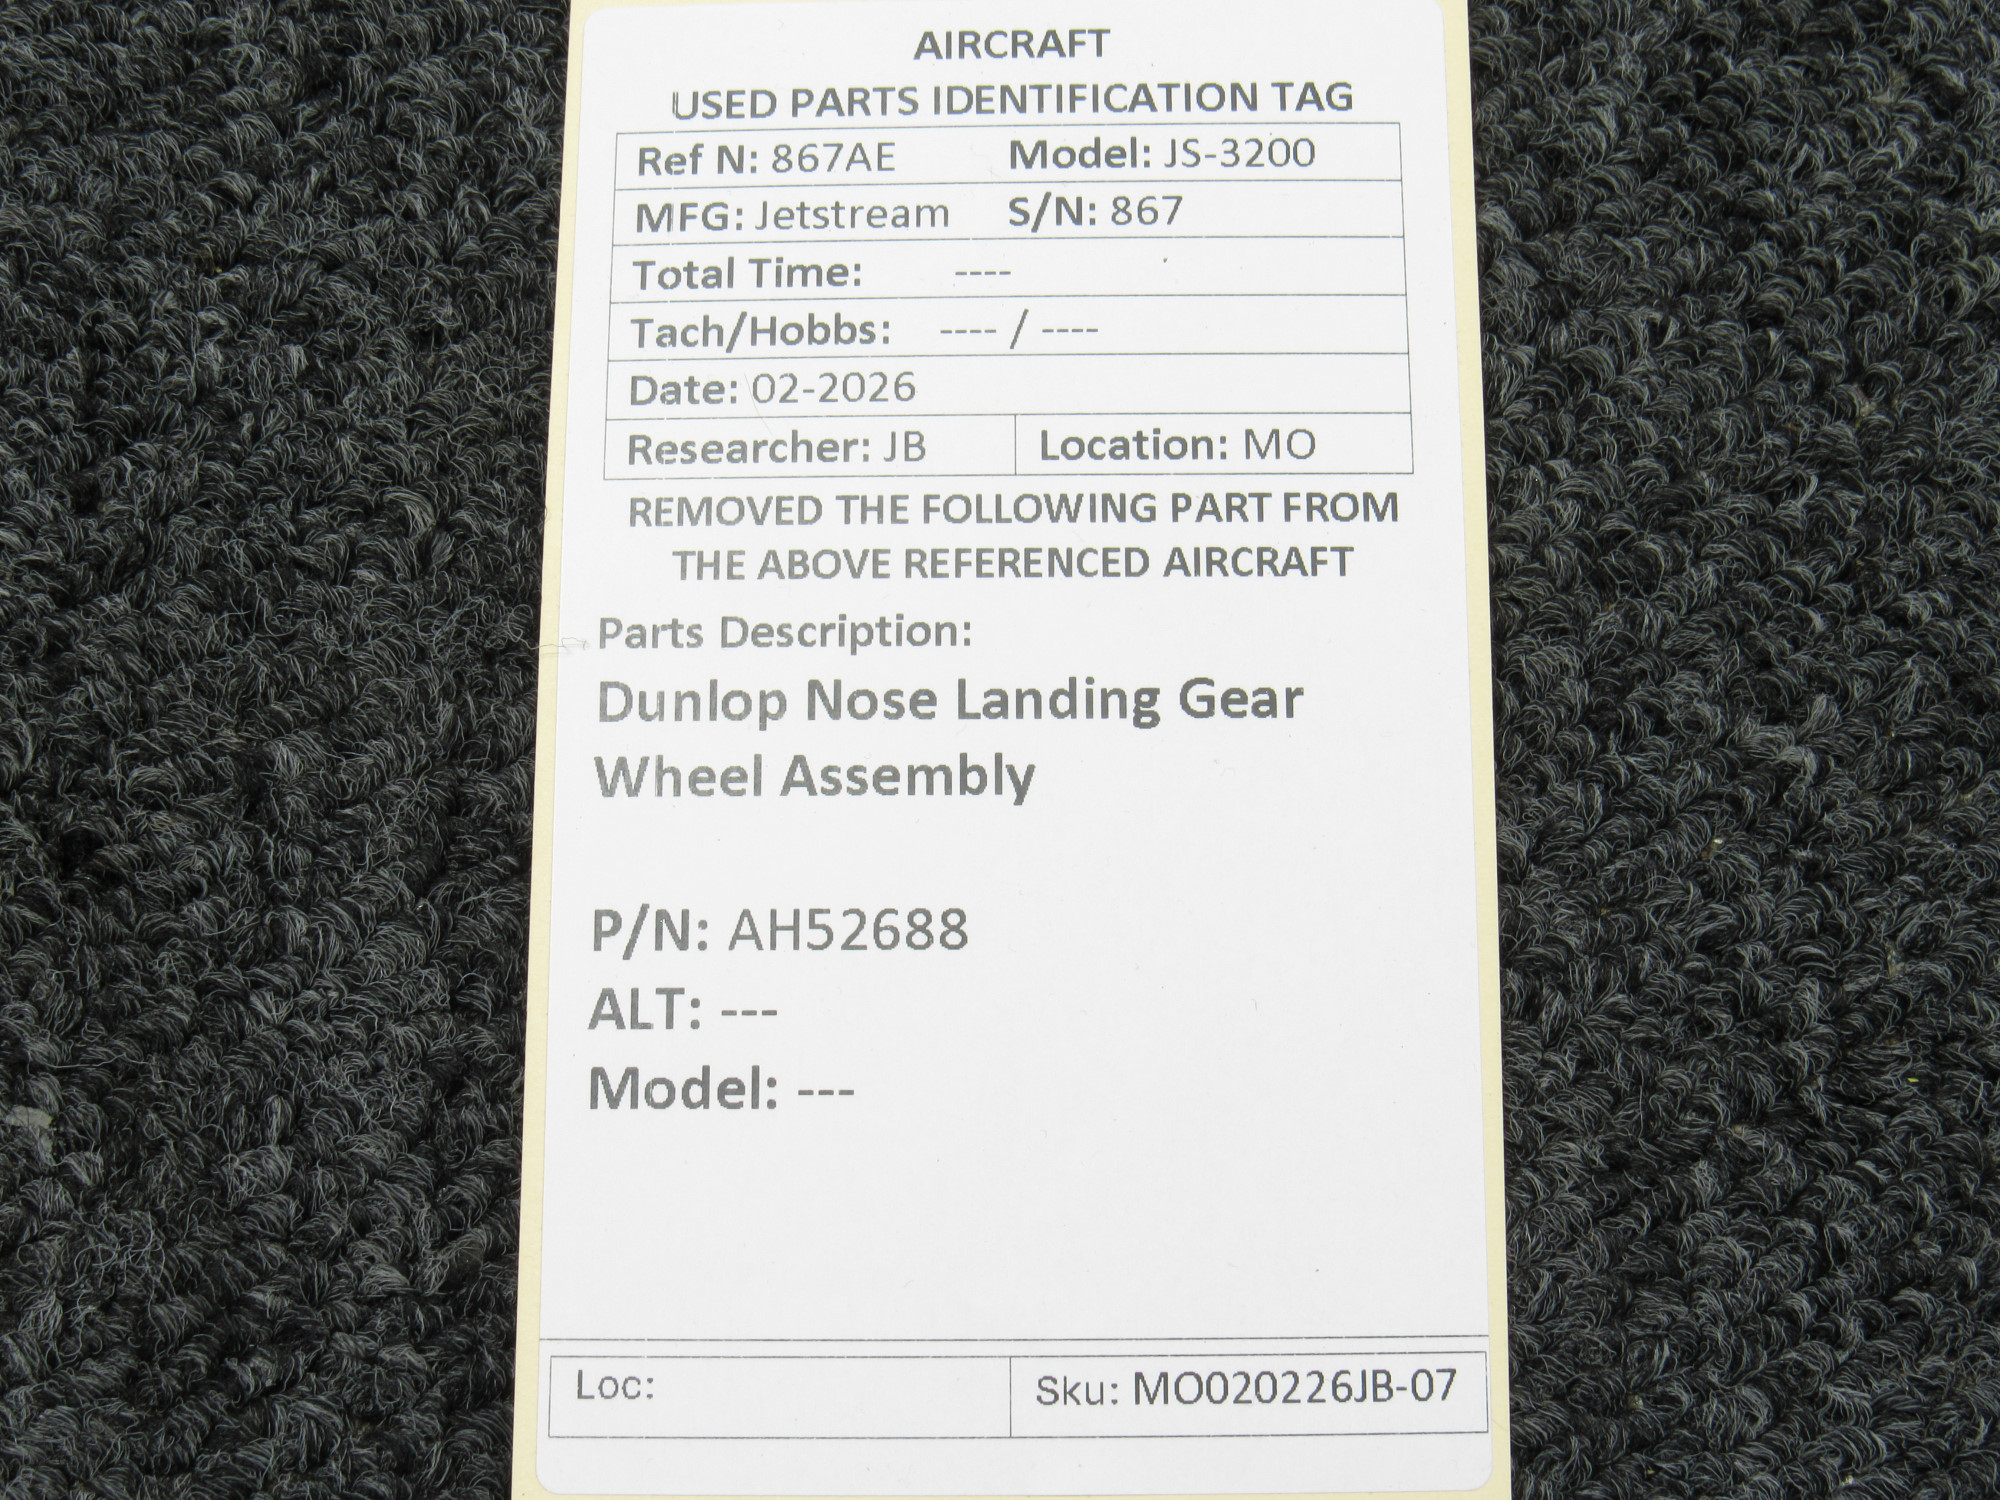 AIRCRAFT
USED PARTS IDENTIFICATION TAG
Ref N: 867AE Model: JS-3200
MFG: Jetstream S/N: 867
Total Time: ----
Tach/Hobbs: ---- / ----
Date: 02-2026
Researcher: JB Location: MO
REMOVED THE FOLLOWING PART FROM
THE ABOVE REFERENCED AIRCRAFT
Parts Description:
Dunlop Nose Landing Gear
Wheel Assembly
P/N: AH52688
ALT: ---
Model: ---
Loc: Sku: MO020226JB-07